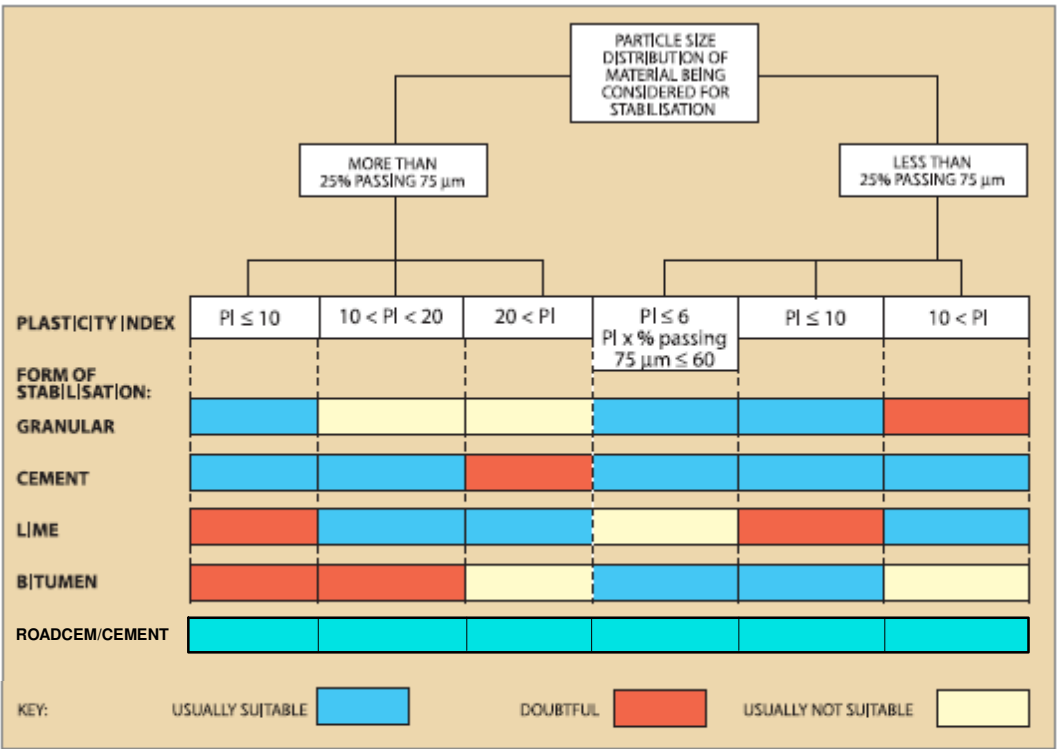 PARTICLE SIZE
DISTRIBUTION OF
MATERIAL BEING
CONSIDERED FOR
STABILISATION
MORE THAN
25% PASSING 75 µm
LESS THAN
25% PASSING 75 µm
PLASTICITY INDEX
PI ≤ 10
10 < PI < 20
20 < PI
PI ≤ 6
PI x % passing
75 µm ≤ 60
PI ≤ 10
10 < PI
FORM OF
STABILISATION:
GRANULAR
CEMENT
LIME
BITUMEN
ROADCEM/CEMENT
KEY:
USUALLY SUITABLE
DOUBTFUL
USUALLY NOT SUITABLE